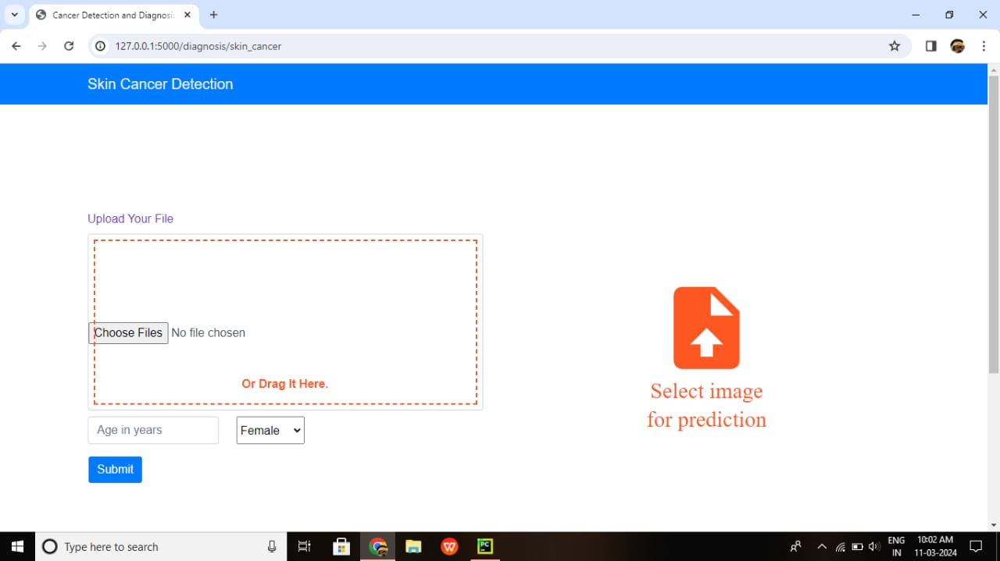 Cancer Detection and Diagnosi
127.0.0.1:5000/diagnosis/skin_cancer
Skin Cancer Detection
Upload Your File
Choose Files No file chosen
Or Drag It Here.
Age in years
Female
Submit
Select image
for prediction
Type here to search
PC
W
ENG
IN
10:02 AM
11-03-2024